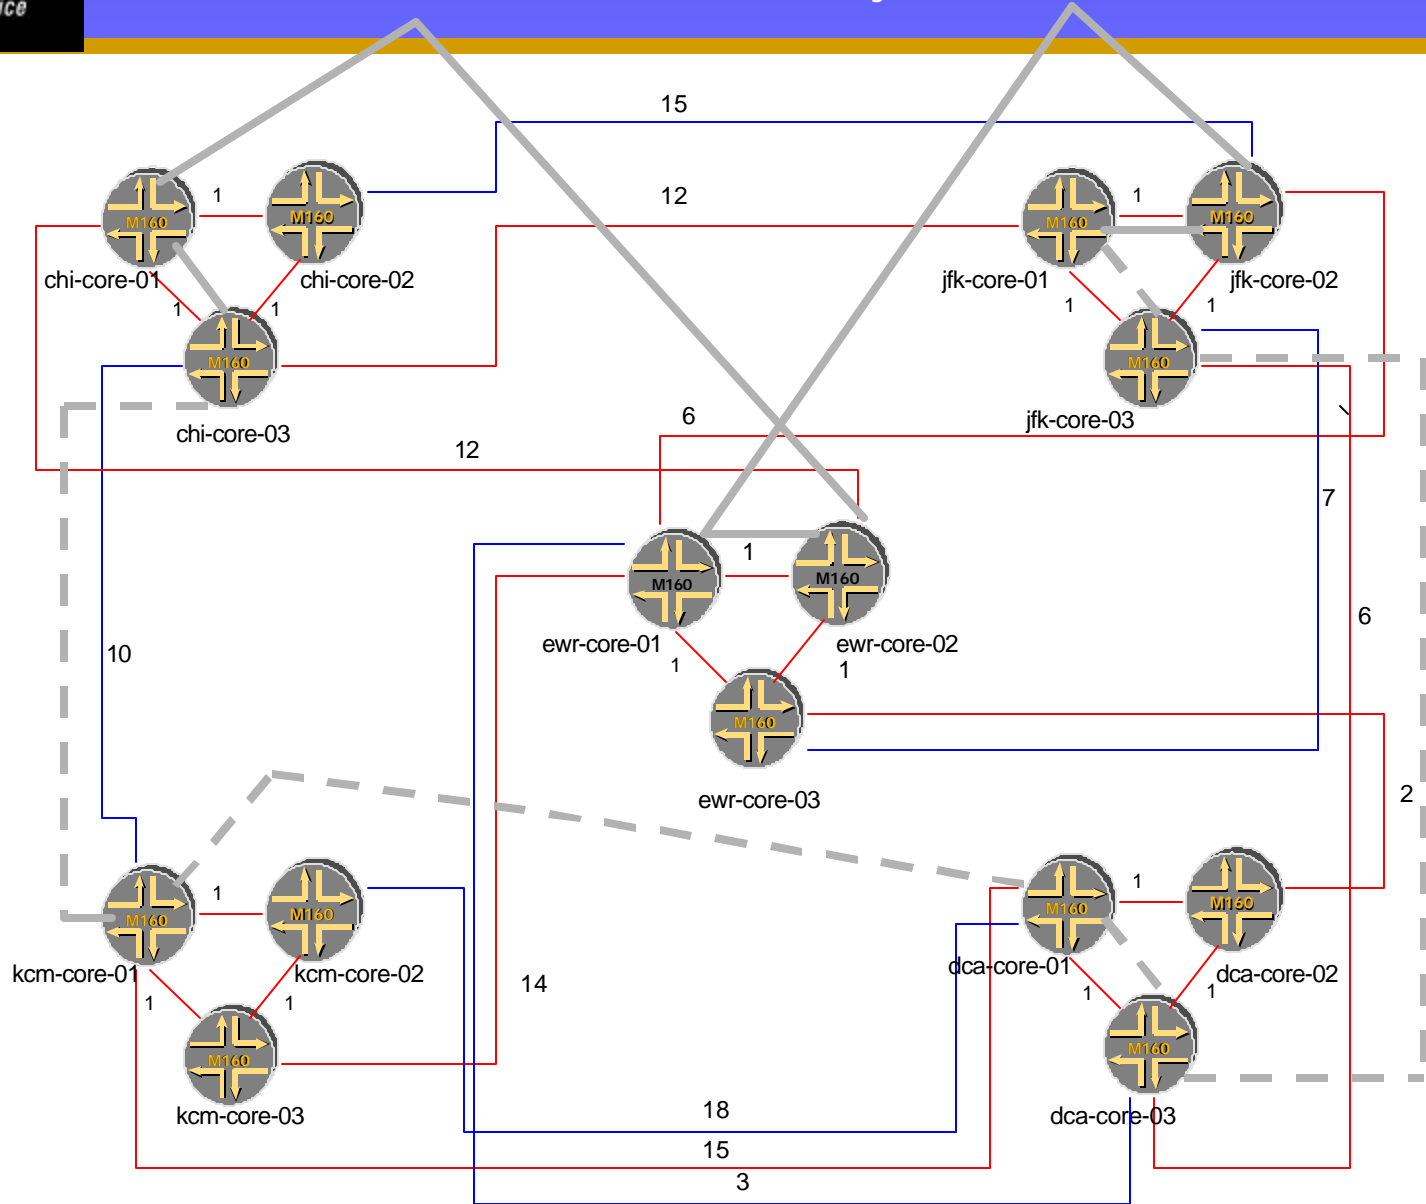 15
12
1
M160
M160
chi-core-01
chi-core-02
1
1
M160
chi-core-03
1
M160
M160
jfk-core-01
jfk-core-02
1
1
M160
jfk-core-03
6
12
7
1
M160
M160
ewr-core-01
ewr-core-02
1
1
M160
ewr-core-03
6
10
2
1
M160
M160
kcm-core-01
kcm-core-02
1
1
M160
kcm-core-03
14
1
M160
M160
dca-core-01
dca-core-02
1
1
M160
dca-core-03
18
15
3